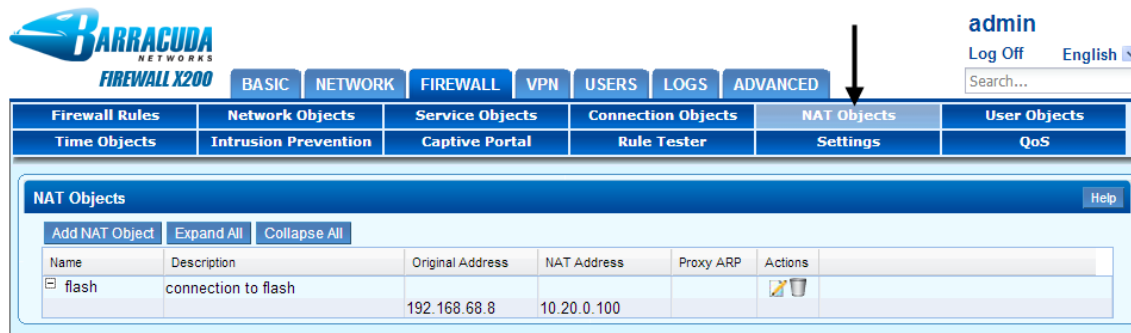 BARRACUDA
NETWORKS
FIREWALL X200
admin
Log Off English
Search...
BASIC NETWORK FIREWALL VPN USERS LOGS ADVANCED
Firewall Rules Network Objects Service Objects Connection Objects NAT Objects User Objects
Time Objects Intrusion Prevention Captive Portal Rule Tester Settings QoS
NAT Objects Help
Add NAT Object Expand All Collapse All
Name Description Original Address NAT Address Proxy ARP Actions
flash connection to flash
192.168.68.8 10.20.0.100